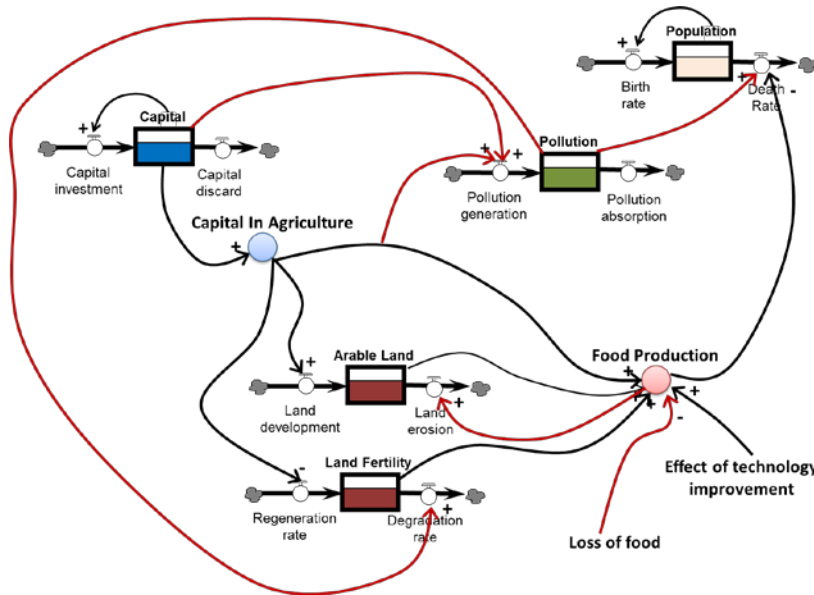 Population
+
Birth
rate
+
Death
Rate
-
Capital
+
Capital
investment
Capital
discard
+
+
Pollution
Pollution
generation
Pollution
absorption
Capital In Agriculture
+
Arable Land
+
Land
development
Land
erosion
+
Food Production
+
+
+
+
-
Land Fertility
-
Regeneration
rate
Degradation
rate
+
Effect of technology
improvement
Loss of food